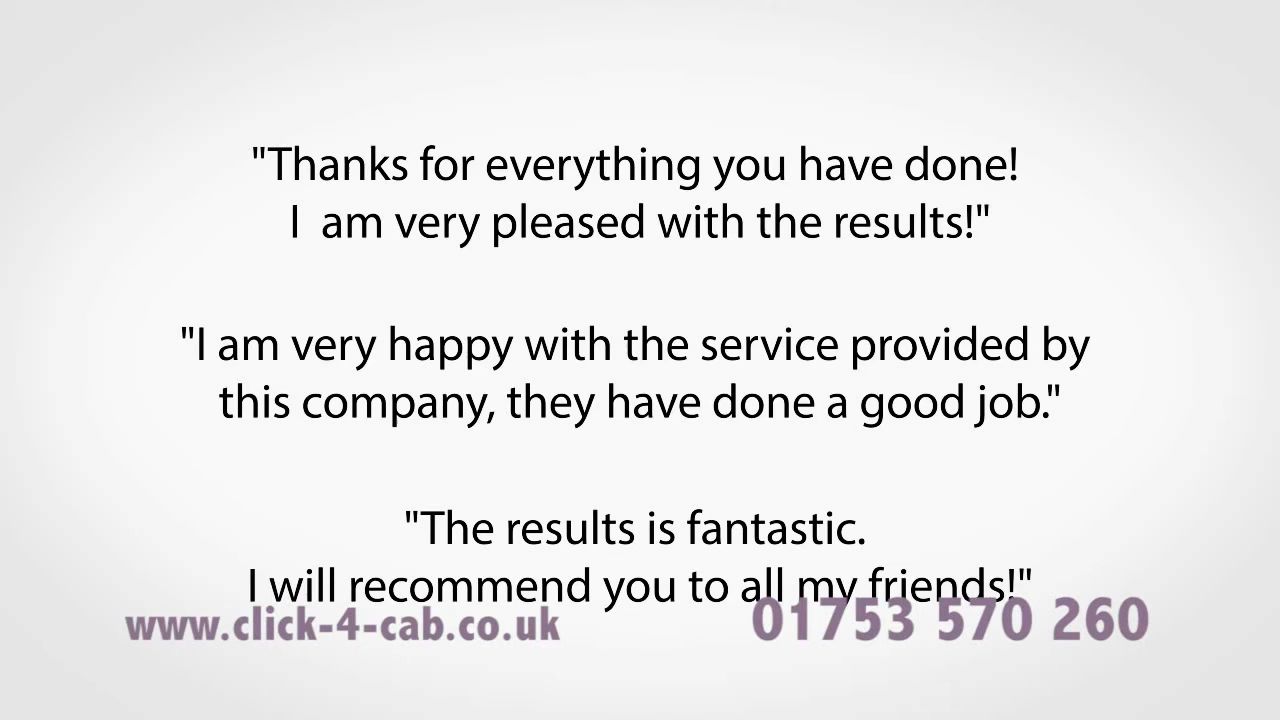 "Thanks for everything you have done!
I  am very pleased with the results!"
"I am very happy with the service provided by
this company, they have done a good job."
"The results is fantastic.
I will recommend you to all my friends!"
www.click-4-cab.co.uk
01753 570 260